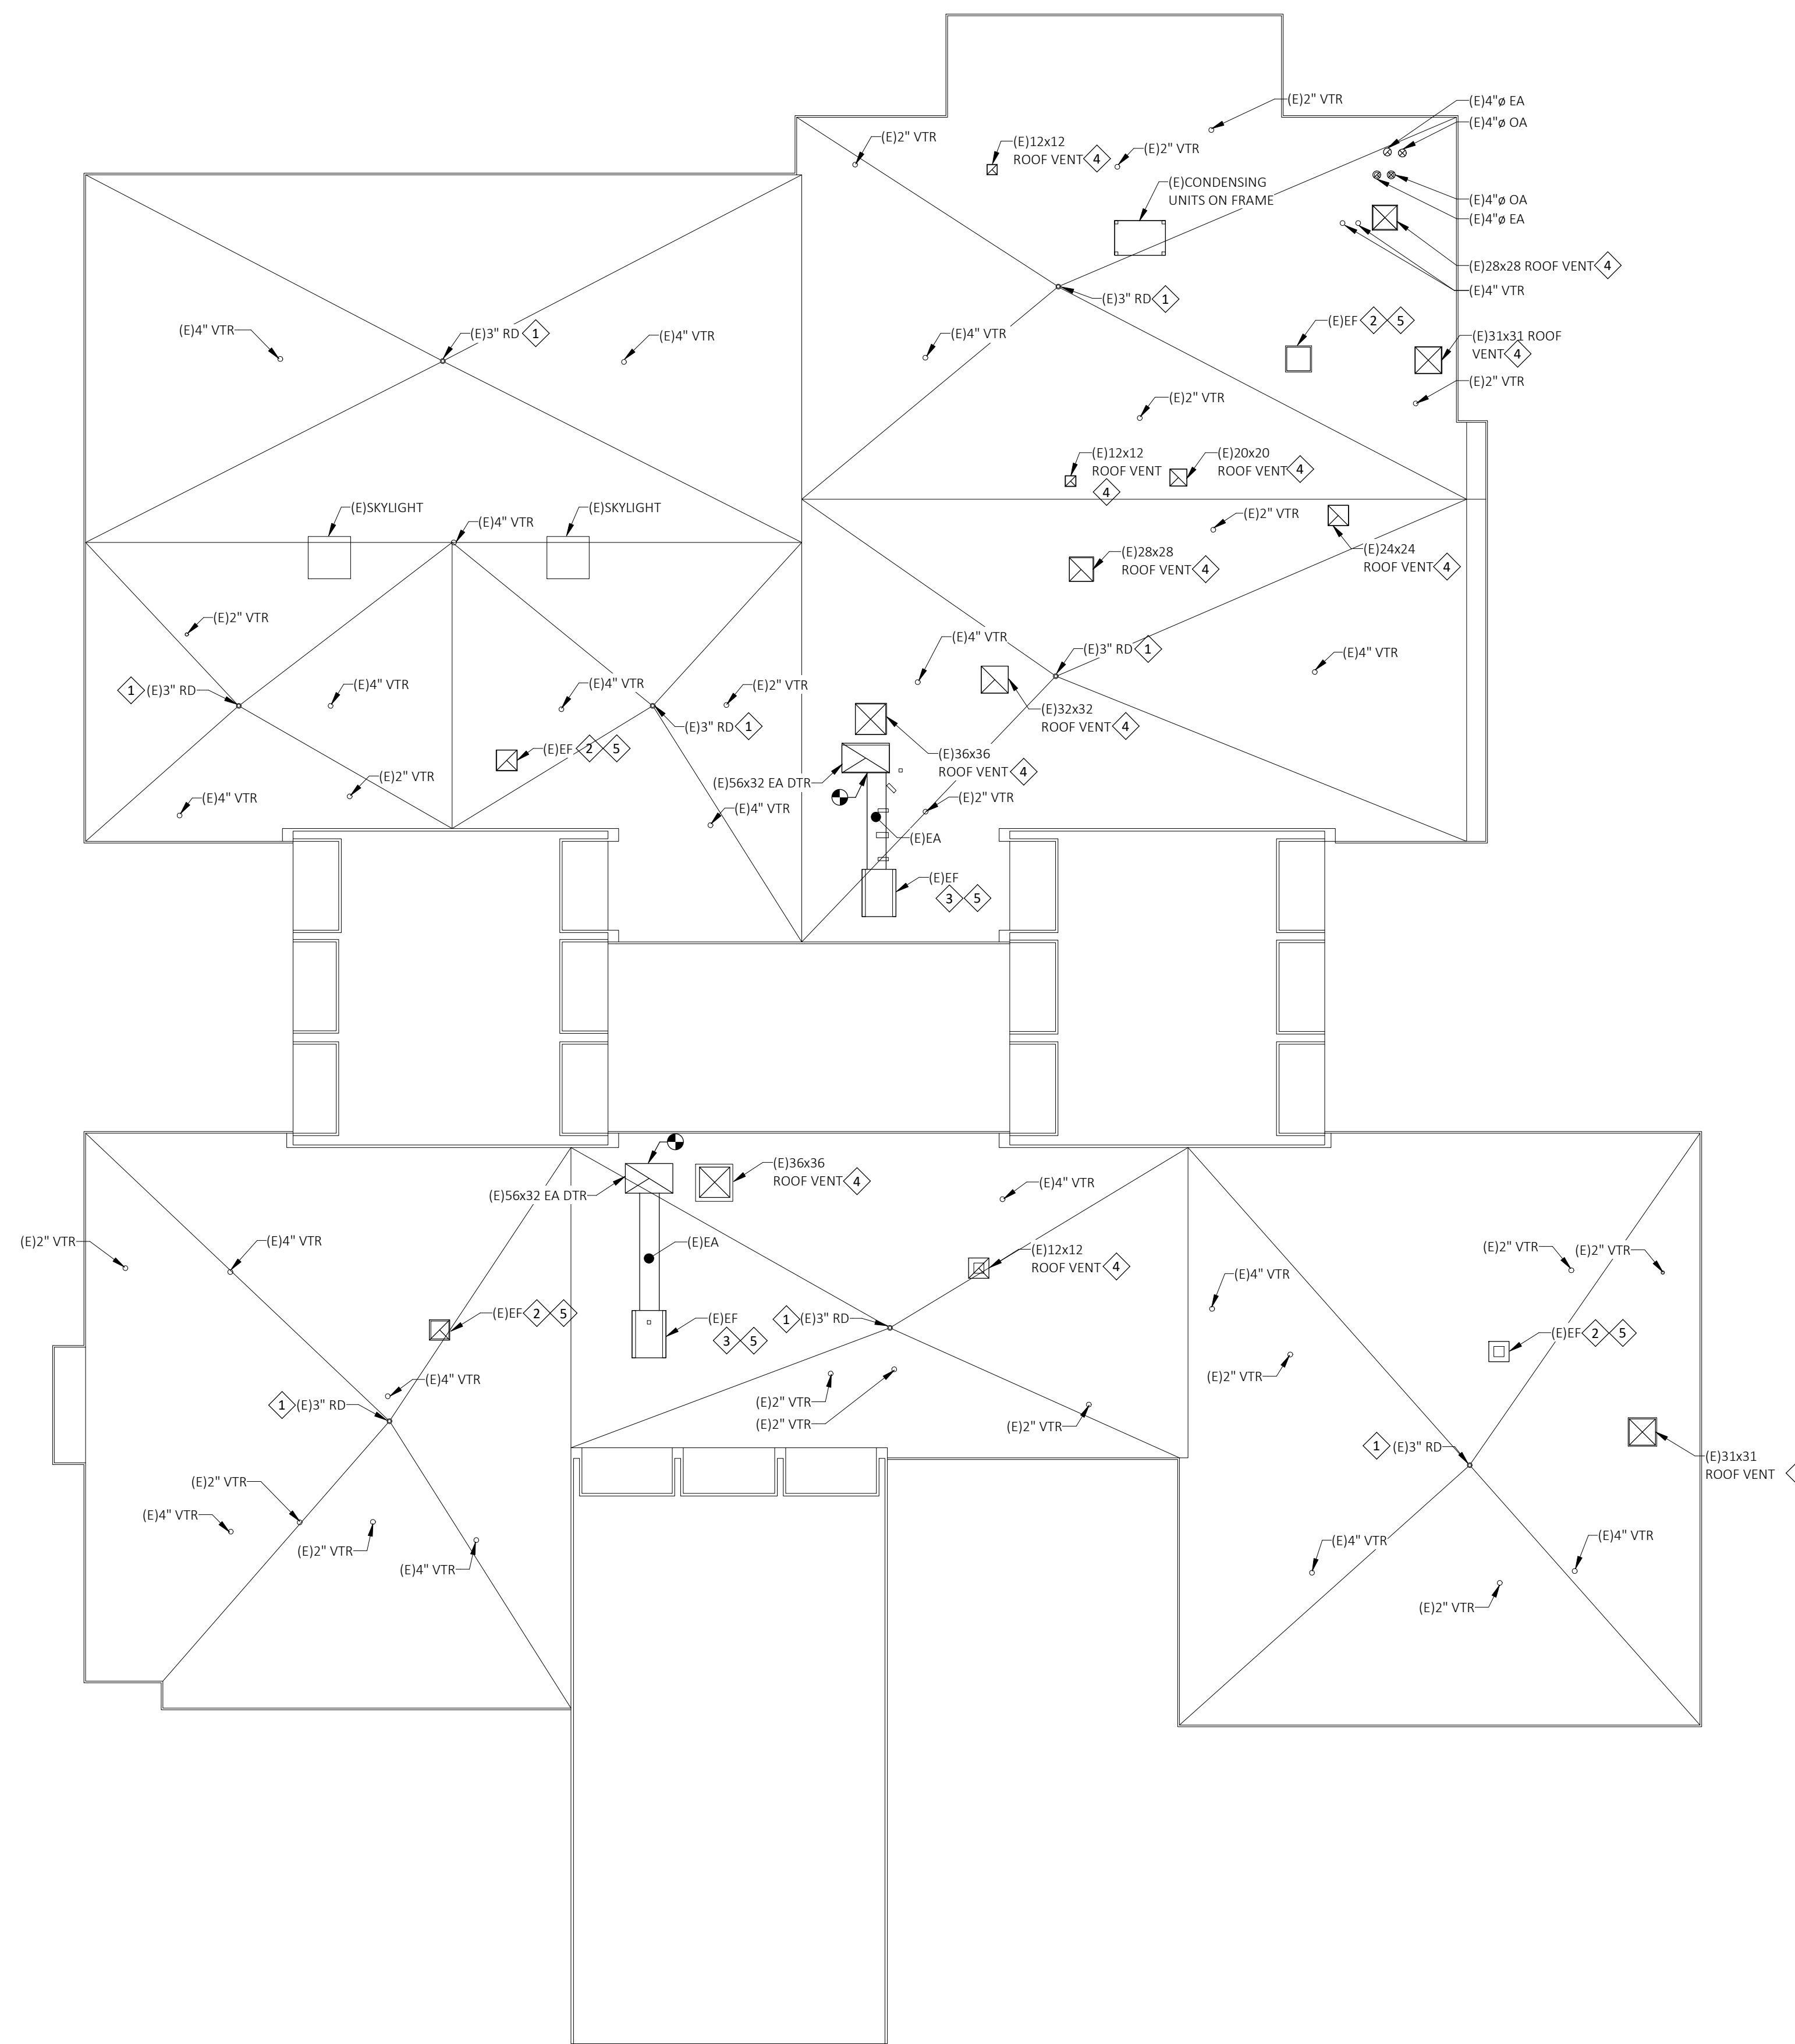 (E)2" VTR
(E)4"ø EA
(E)4"ø OA
(E)2" VTR
(E)12x12
ROOF VENT 4
(E)2" VTR
(E)CONDENSING
UNITS ON FRAME
(E)4"ø OA
(E)4"ø EA
(E)28x28 ROOF VENT 4
(E)4" VTR
(E)3" RD 1
(E)EF 2 5
(E)4" VTR
(E)3" RD 1
(E)4" VTR
(E)4" VTR
(E)31x31 ROOF
VENT 4
(E)2" VTR
(E)2" VTR
(E)12x12
ROOF VENT
4
(E)20x20
ROOF VENT 4
(E)SKYLIGHT
(E)4" VTR
(E)SKYLIGHT
(E)2" VTR
(E)28x28
ROOF VENT 4
(E)24x24
ROOF VENT 4
(E)2" VTR
(E)4" VTR
(E)3" RD 1
(E)4" VTR
1 (E)3" RD
(E)4" VTR
(E)4" VTR
(E)2" VTR
(E)3" RD 1
(E)32x32
ROOF VENT 4
(E)EF 2 5
(E)36x36
ROOF VENT 4
(E)56x32 EA DTR
(E)2" VTR
(E)4" VTR
(E)4" VTR
(E)2" VTR
(E)EA
(E)EF
3 5
(E)36x36
ROOF VENT 4
(E)56x32 EA DTR
(E)4" VTR
(E)2" VTR
(E)4" VTR
(E)EA
(E)12x12
ROOF VENT 4
(E)2" VTR
(E)2" VTR
(E)4" VTR
(E)EF 2 5
(E)EF
3 5
1 (E)3" RD
(E)EF 2 5
(E)4" VTR
1 (E)3" RD
(E)2" VTR
(E)2" VTR
(E)2" VTR
(E)2" VTR
1 (E)3" RD
(E)31x31
ROOF VENT
(E)2" VTR
(E)4" VTR
(E)2" VTR
(E)4" VTR
(E)4" VTR
(E)4" VTR
(E)2" VTR